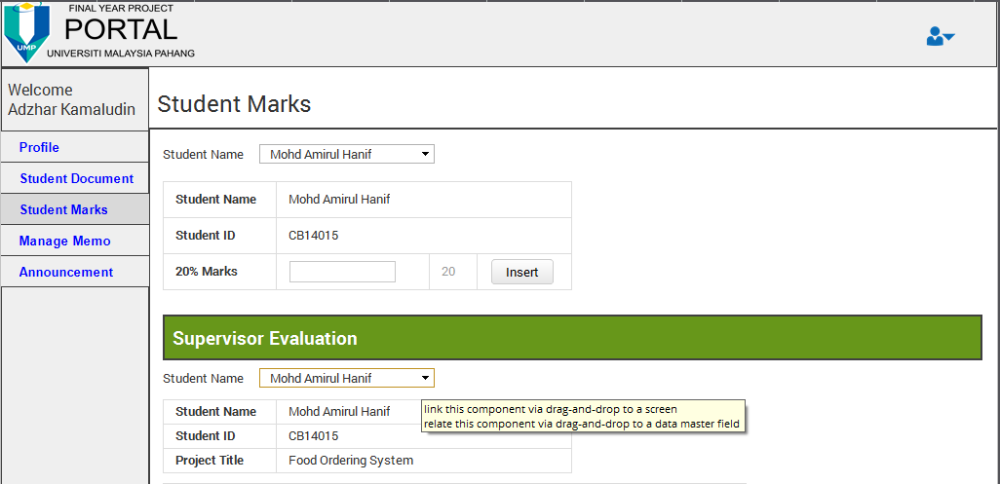 FINAL YEAR PROJECT
PORTAL
UMP
UNIVERSITI MALAYSIA PAHANG
Welcome
Adzhar Kamaludin
Profile
Student Document
Student Marks
Manage Memo
Announcement
Student Marks
Student Name Mohd Amirul Hanif
Student Name Mohd Amirul Hanif
Student ID CB14015
20% Marks 20 Insert
Supervisor Evaluation
Student Name Mohd Amirul Hanif
Student Name Mohd Amirul Hanif
Student ID CB14015
Project Title Food Ordering System
link this component via drag-and-drop to a screen
relate this component via drag-and-drop to a data master field